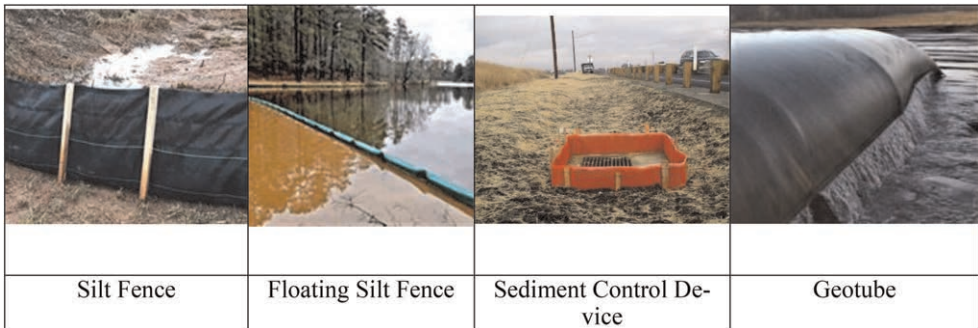 Silt Fence
Floating Silt Fence
Sediment Control De-
vice
Geotube